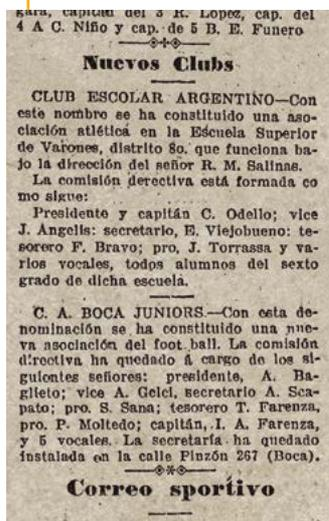 gara, capitán del 3 R. López, cap. del
4 A C. Niño y cap. de 5 B. E. Funero
Nuevos Clubs
CLUB ESCOLAR ARGENTINO—Con
este nombre se ha constituido una aso-
ciación atlética en la Escuela Superior
de Varones, distrito 8o. que funciona ba-
jo la dirección del señor R. M. Salinas.
La comisión derectiva está formada co
mo sigue:
Presidente y capitán C. Odello; vice
J. Angelis: secretario, E. Viejobueno: te-
sorero F. Bravo; pro, J. Torrassa y va-
rios vocales, todos alumnos del sexto
grado de dicha escuela.
C. A. BOCA JUNIORS.—Con esta de-
nominación se ha constituido una nue-
va asociación del foot ball. La comisión
directiva ha quedado á cargo de los si-
guientes señores: presidente, A. Ba-
glieto; vice A. Gelci, secretario A. Sca-
pato; pro. S. Sana; tesorero T. Farenza,
pro. P. Moltedo; capitán, I. A. Farenza,
y 5 vocales. La secretaría ha quedado
instalada en la calle Pinzón 267 (Boca).
Correo sportivo